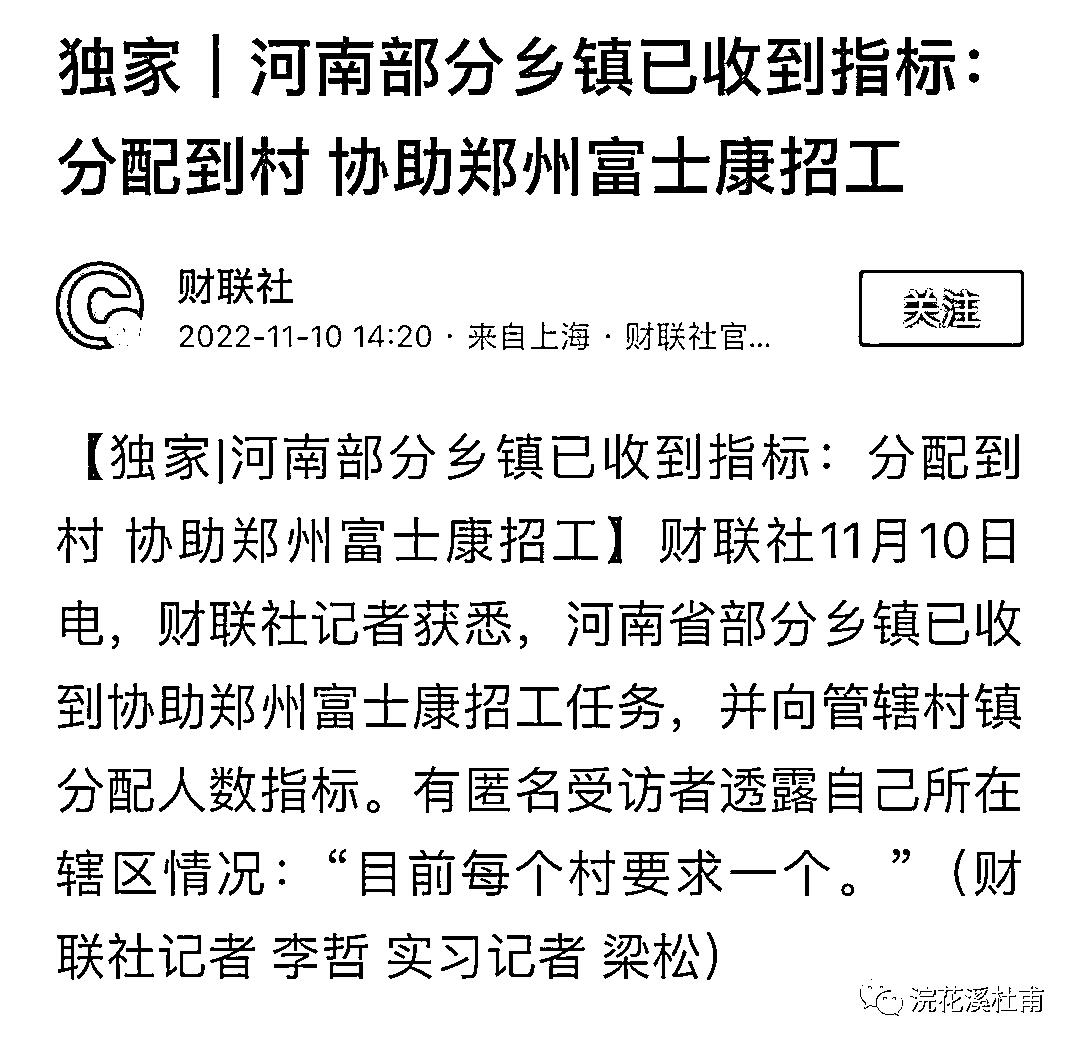 独家｜河南部分乡镇已收到指标：
分配到村 协助郑州富士康招工
财联社
2022-11-10 14:20 · 来自上海 · 财联社官...
关注
【独家|河南部分乡镇已收到指标：分配到
村 协助郑州富士康招工】财联社11月10日
电，财联社记者获悉，河南省部分乡镇已收
到协助郑州富士康招工任务，并向管辖村镇
分配人数指标。有匿名受访者透露自己所在
辖区情况：“目前每个村要求一个。”（财
联社记者 李哲 实习记者 梁松）
浣花溪杜甫